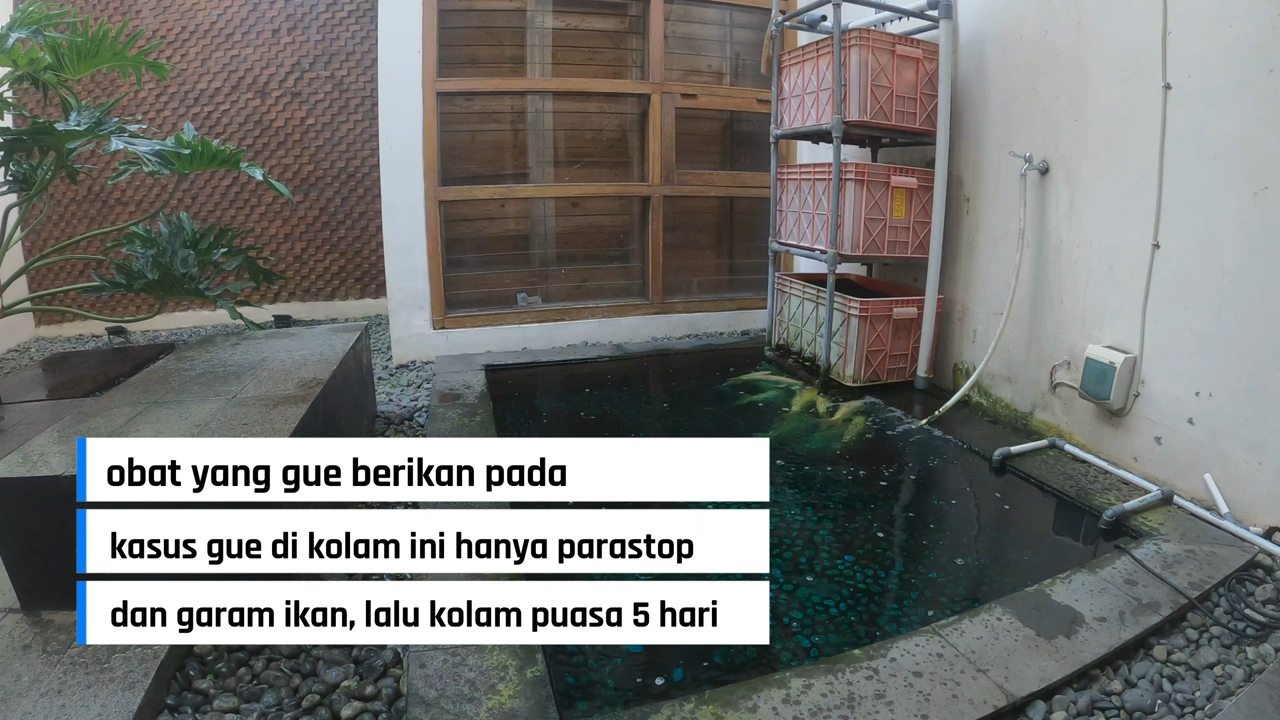 obat yang gue berikan pada
kasus gue di kolam ini hanya parastop
dan garam ikan, lalu kolam puasa 5 hari